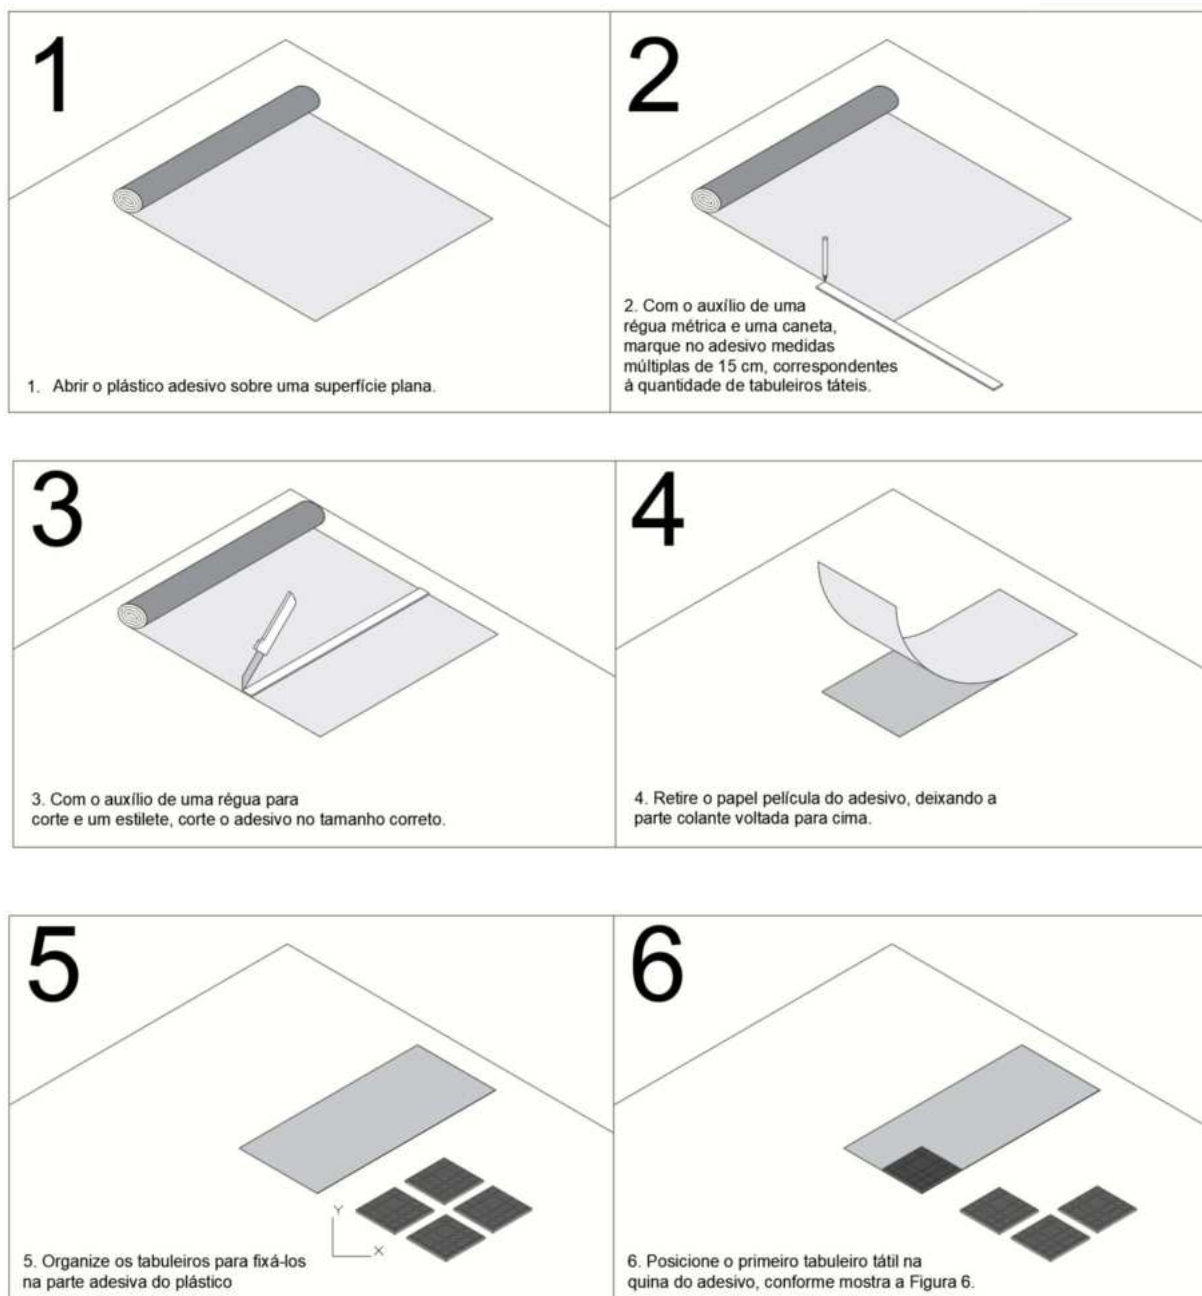 1
1. Abrir o plástico adesivo sobre uma superfície plana.
2
2. Com o auxílio de uma
régua métrica e uma caneta,
marque no adesivo medidas
múltiplas de 15 cm, correspondentes
à quantidade de tabuleiros táteis.
3
3. Com o auxílio de uma régua para
corte e um estilete, corte o adesivo no tamanho correto.
4
4. Retire o papel película do adesivo, deixando a
parte colante voltada para cima.
5
Y
X
5. Organize os tabuleiros para fixá-los
na parte adesiva do plástico
6
6. Posicione o primeiro tabuleiro tátil na
quina do adesivo, conforme mostra a Figura 6.